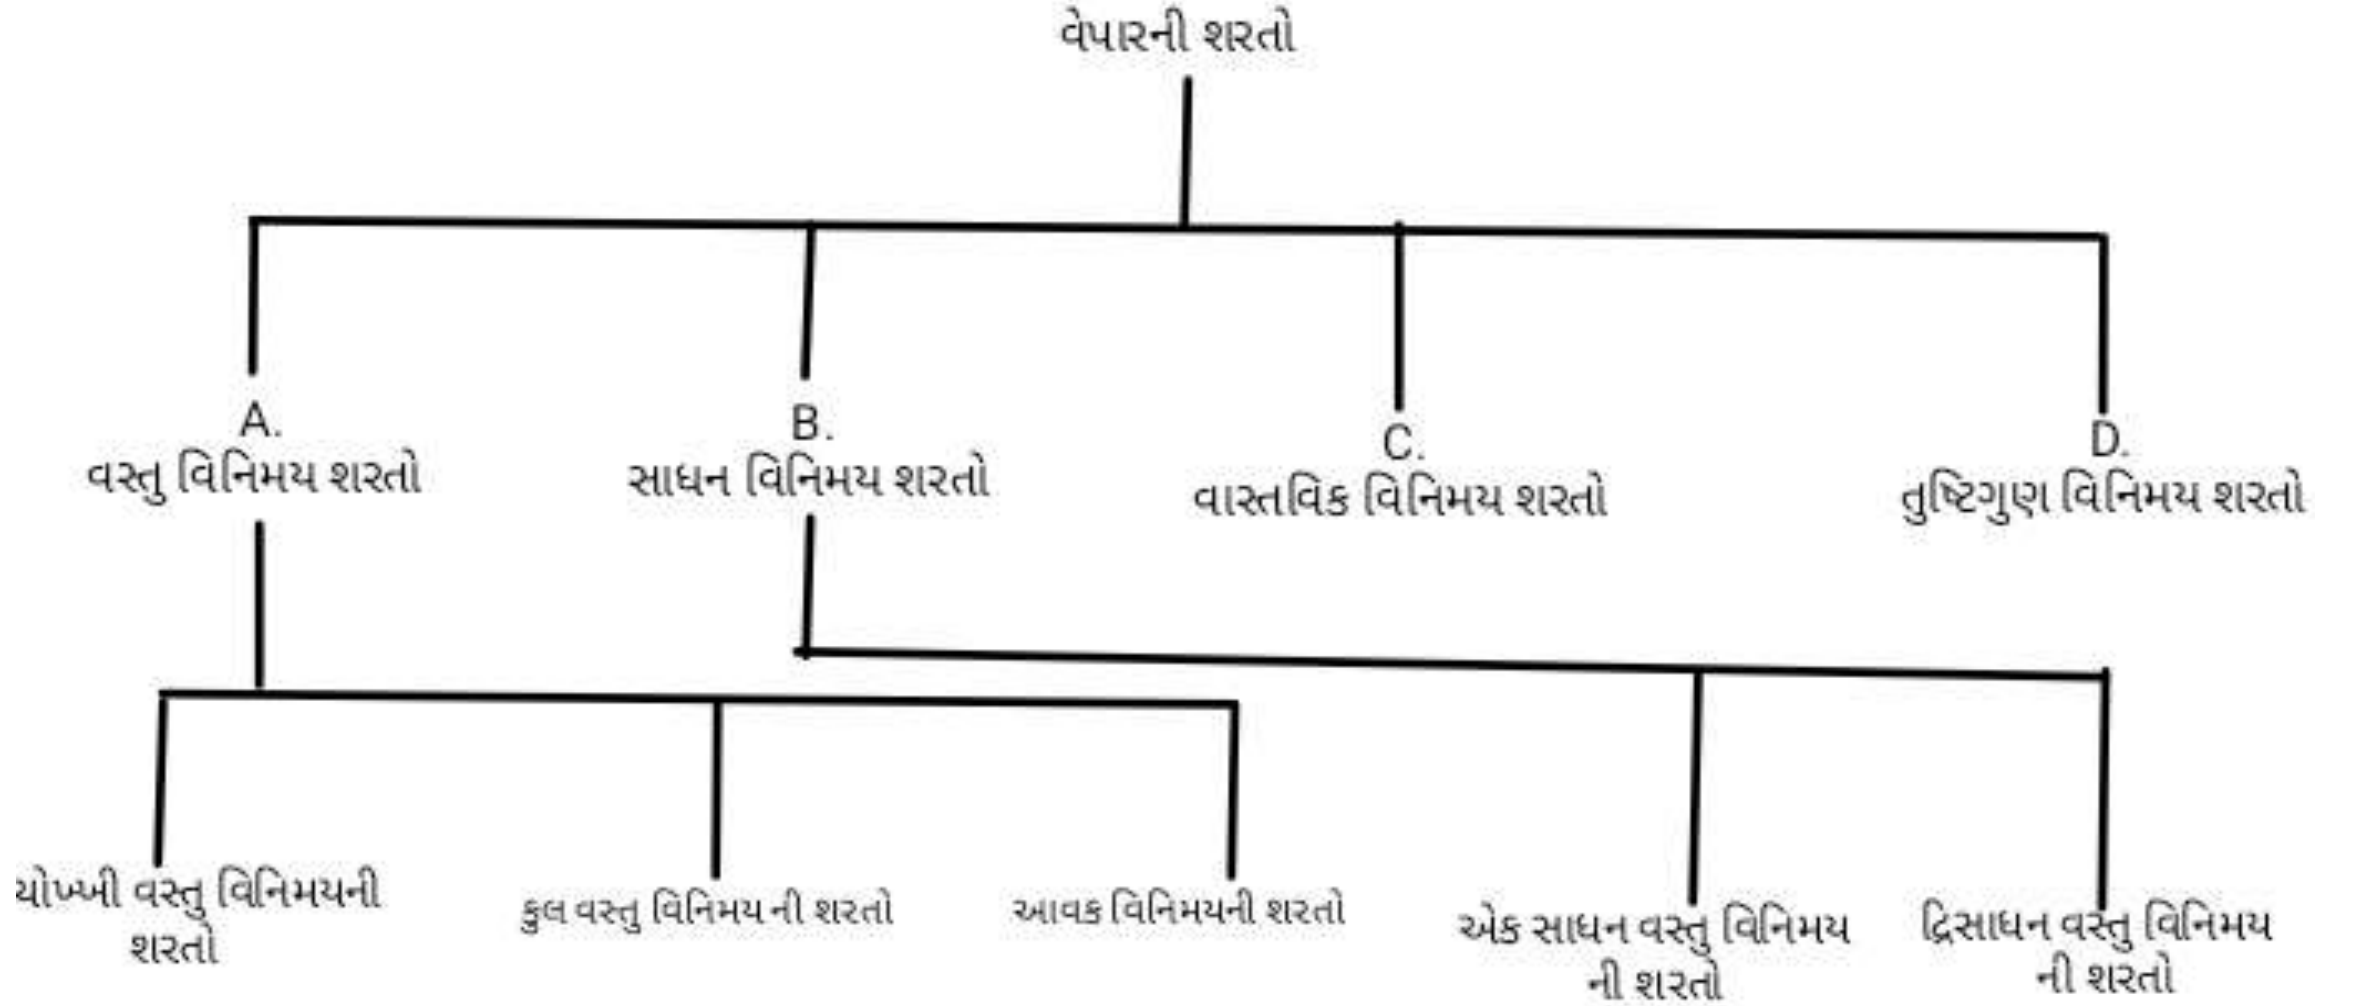 વેપારની શરતો
A.
વસ્તુ વિનિમય શરતો
B.
સાધન વિનિમય શરતો
C.
વાસ્તવિક વિનિમય શરતો
D.
તુષ્ટિગુણ વિનિમય શરતો
ચોખ્ખી વસ્તુ વિનિમયની
શરતો
કુલ વસ્તુ વિનિમય ની શરતો
આવક વિનિમયની શરતો
એક સાધન વસ્તુ વિનિમય
ની શરતો
દ્રિસાધન વસ્તુ વિનિમય
ની શરતો